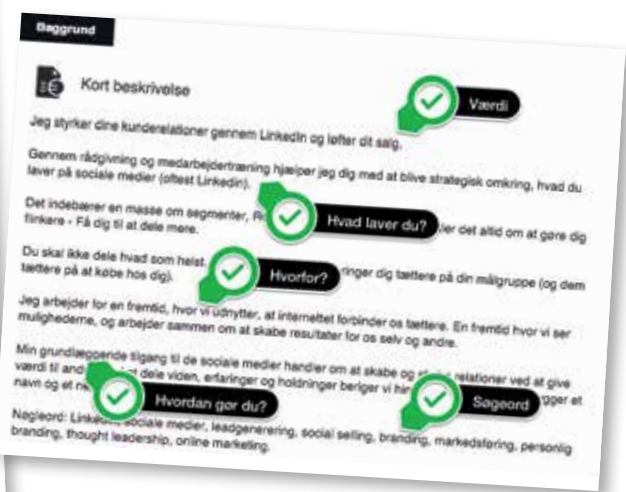 Baggrund
Kort beskrivelse
Værdi
Jeg styrker dine kunderelationer gennem LinkedIn og løfter dit salg.
Gennem rådgivning og medarbejdertræning hjælper jeg dig med at blive strategisk omkring, hvad du
laver på sociale medier (oftest Linkedin).
Det indebærer en masse om segmenter, det altid om at gøre dig
Hvad laver du?
flinkere - Få dig til at dele mere.
Du skal ikke dele hvad som helst. dig tættere på din målgruppe (og dem
Hvorfor?
tættere på at købe hos dig).
Jeg arbejder for en fremtid, hvor vi udnytter, at internettet forbinder os tættere. En fremtid hvor vi ser
mulighederne, og arbejder sammen om at skabe resultater for os selv og andre.
Min grundlæggende tilgang til de sociale medier handler om at skabe og relationer ved at give
værdi til dele viden, erfaringer og holdninger beriger vi et
Hvordan gør du?
Søgeord
navn og et
Nøgleord: LinkedIn, sociale medier, leadgenerering, social selling, branding, markedsføring, personlig
branding, thought leadership, online marketing.